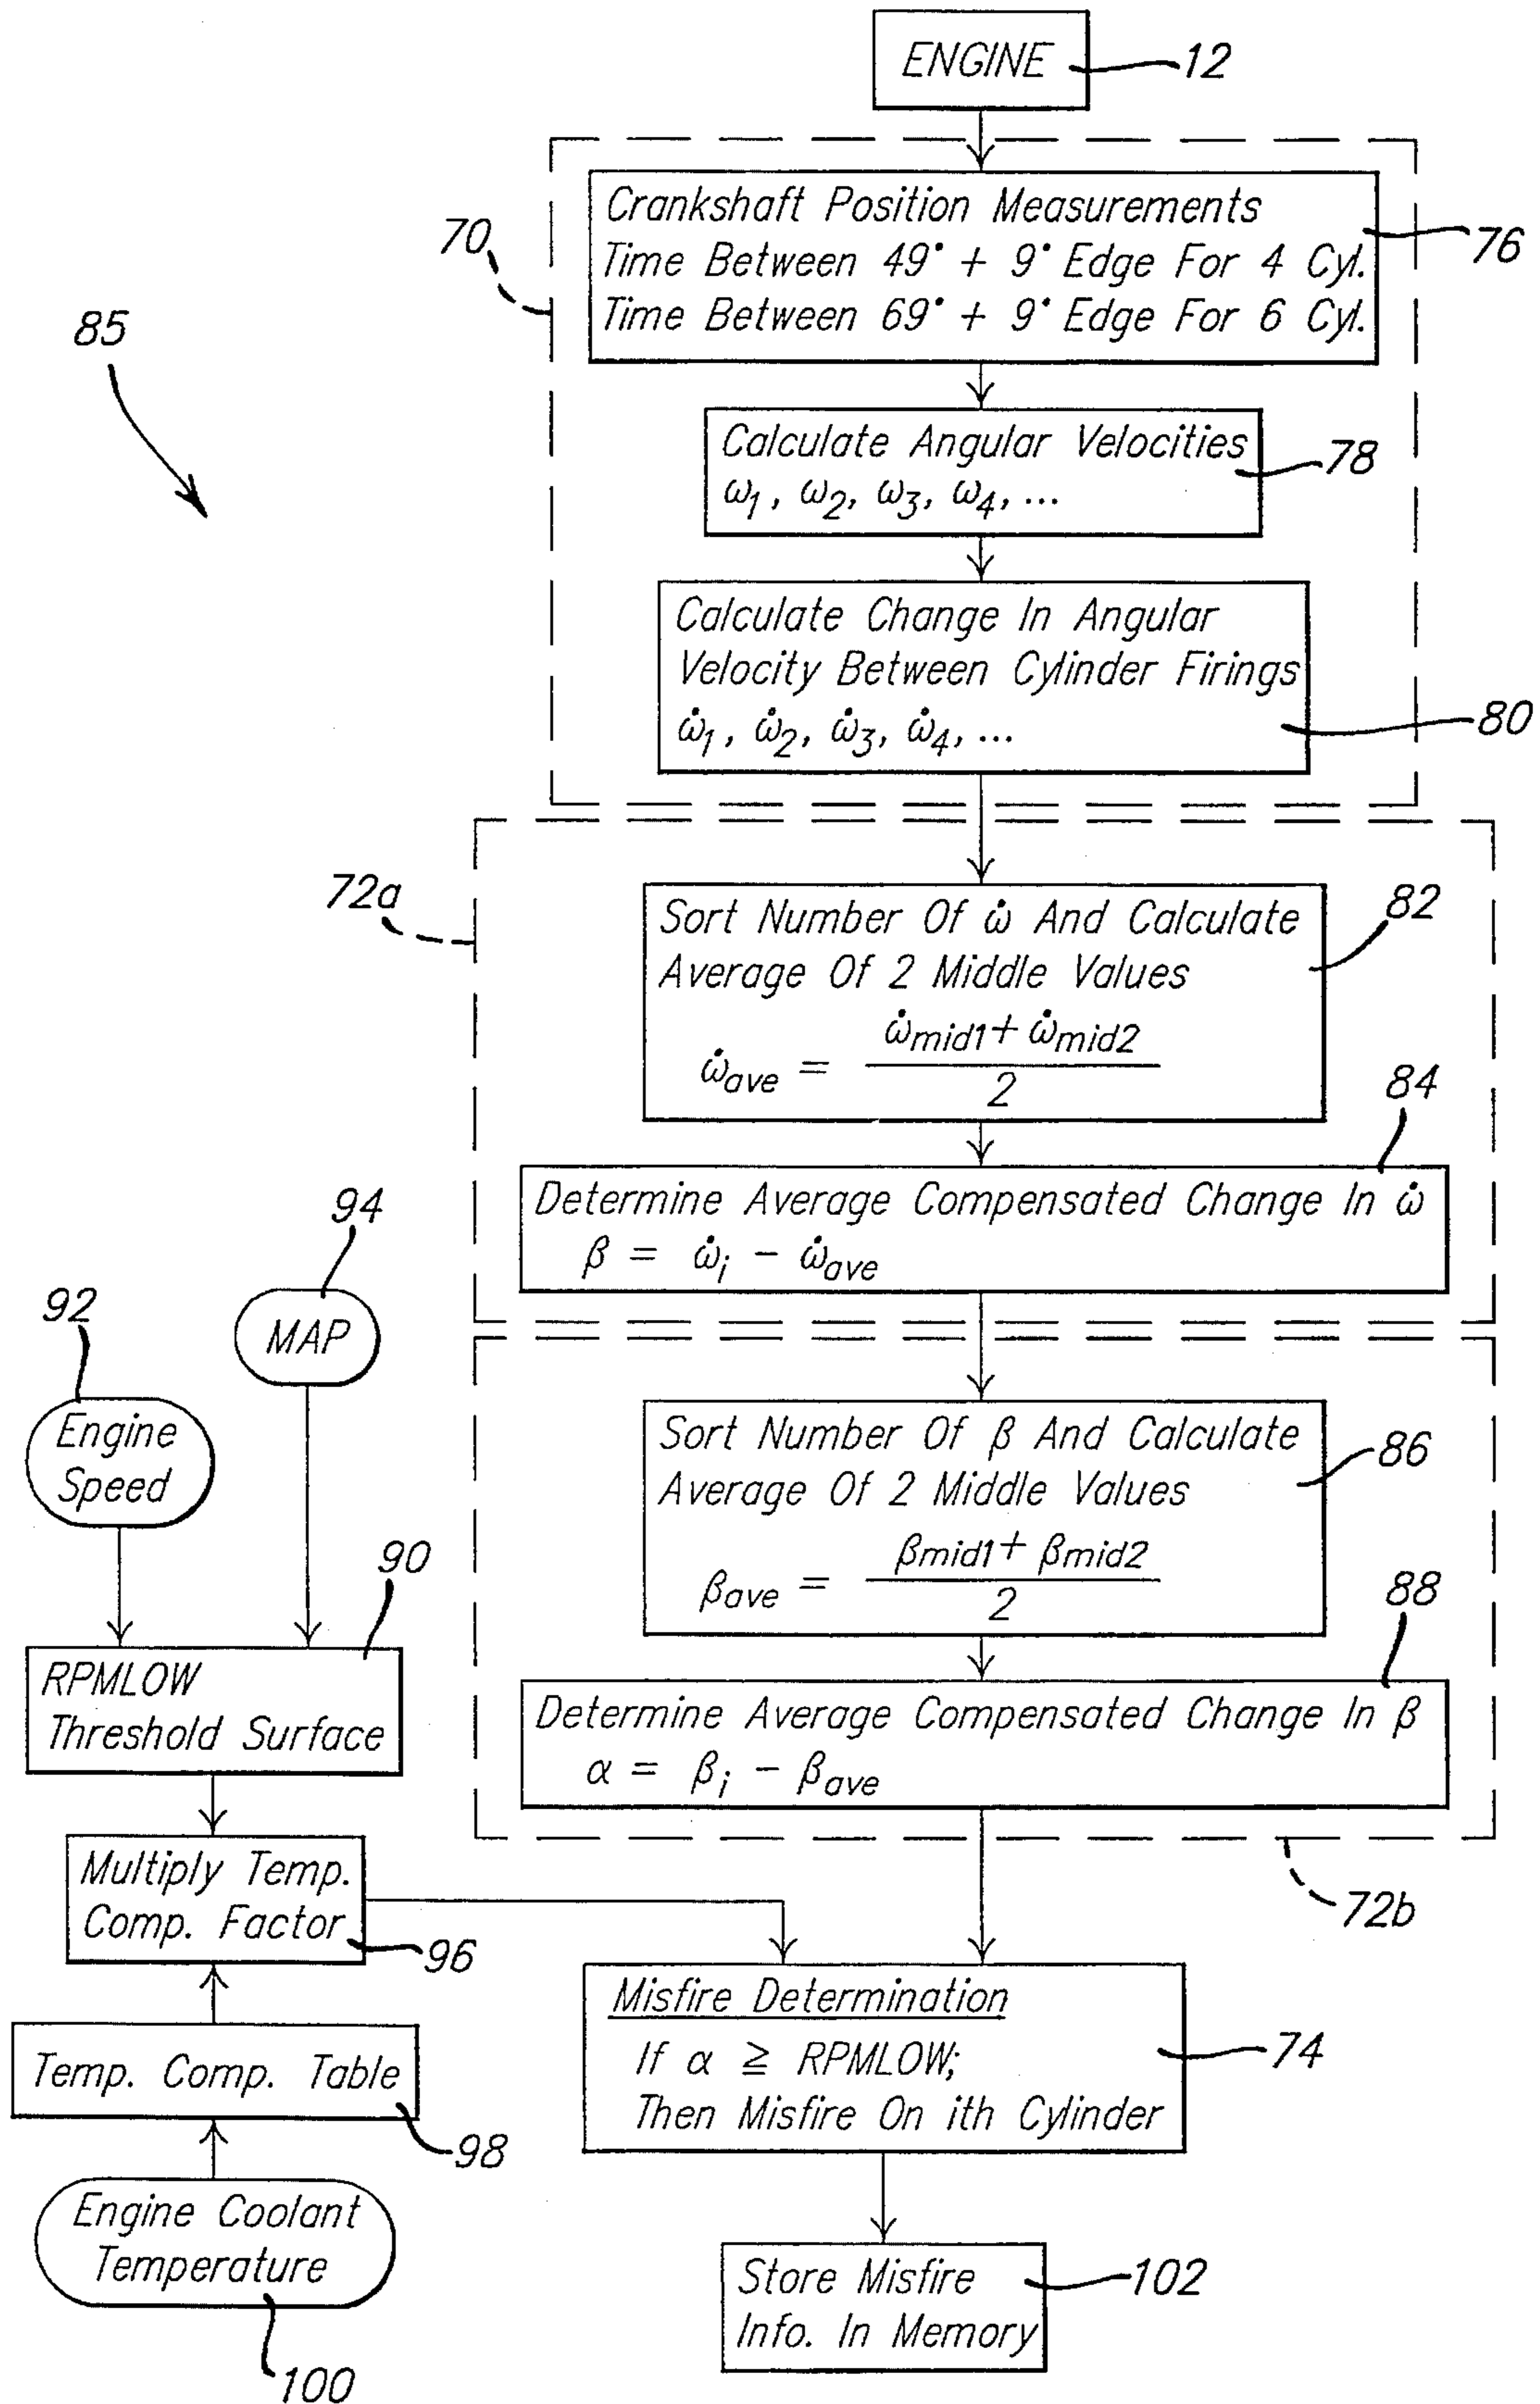 ENGINE
12
Crankshaft Position Measurements
Time Between 49° + 9° Edge For 4 Cyl.
Time Between 69° + 9° Edge For 6 Cyl.
76
70
85
Calculate Angular Velocities
ω1, ω2, ω3, ω4, ...
78
Calculate Change In Angular
Velocity Between Cylinder Firings
ω̇1, ω̇2, ω̇3, ω̇4, ...
80
72a
Sort Number Of ω̇ And Calculate
Average Of 2 Middle Values
ω̇ave = (ω̇mid1 + ω̇mid2) / 2
82
84
Determine Average Compensated Change In ω̇
β = ω̇i - ω̇ave
94
MAP
92
Engine
Speed
Sort Number Of β And Calculate
Average Of 2 Middle Values
βave = (βmid1 + βmid2) / 2
86
88
90
RPMLOW
Threshold Surface
Determine Average Compensated Change In β
α = βi - βave
72b
Multiply Temp.
Comp. Factor
96
Misfire Determination
If α ≧ RPMLOW;
Then Misfire On ith Cylinder
74
Temp. Comp. Table
98
Engine Coolant
Temperature
100
Store Misfire
Info. In Memory
102